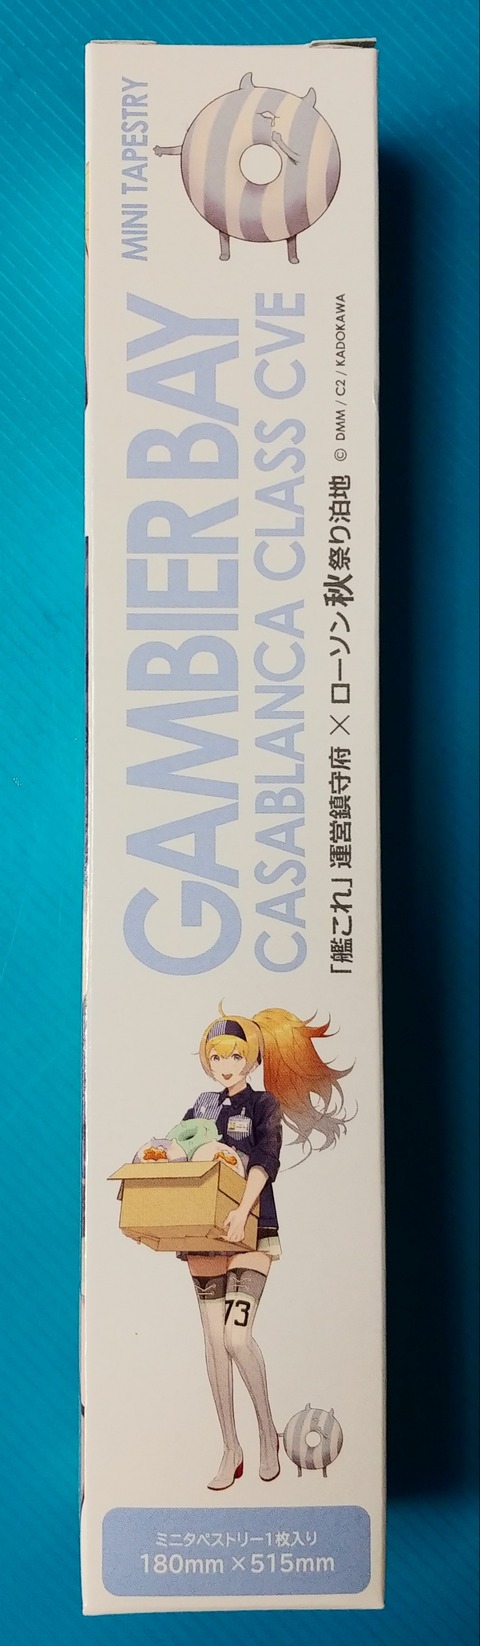 MINI TAPESTRY
GAMBIER BAY
CASABLANCA CLASS CVE
「艦これ」運営鎮守府 × ローソン秋祭り泊地 © DMM / C2 / KADOKAWA
73
ミニタペストリー1枚入り
180mm×515mm